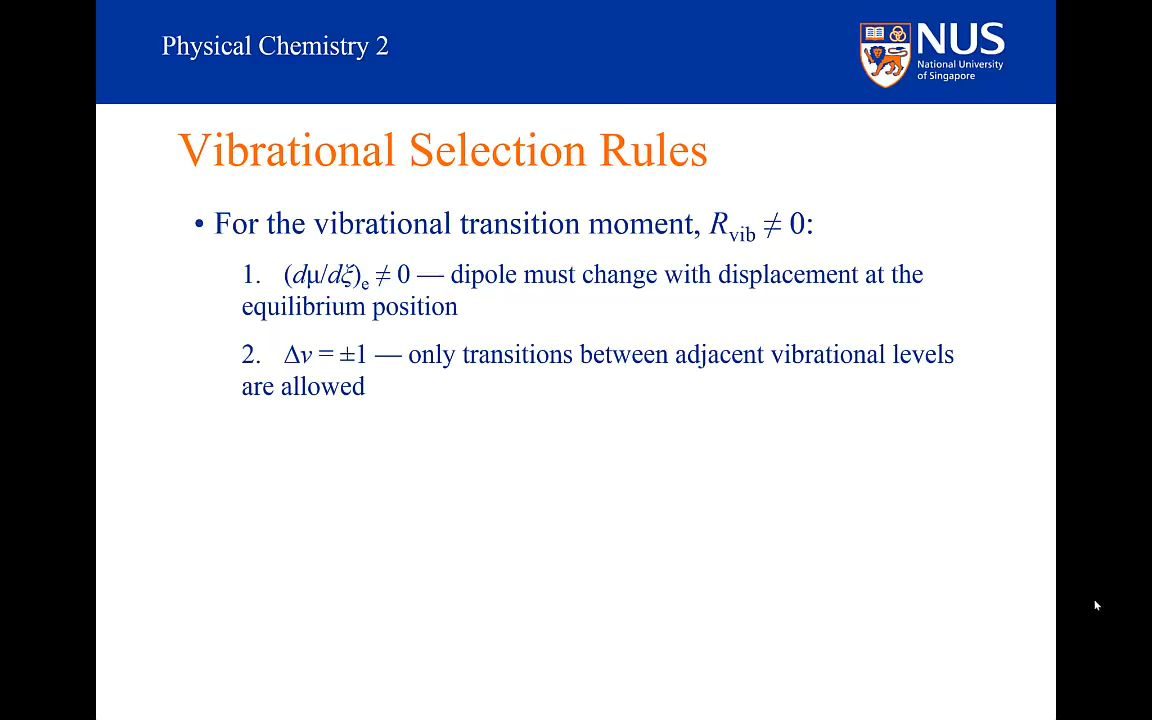 Physical Chemistry 2
NUS
National University
of Singapore
Vibrational Selection Rules
• For the vibrational transition moment, Rvib ≠ 0:
1. (dμ/dξ)e ≠ 0 — dipole must change with displacement at the
equilibrium position
2. Δv = ±1 — only transitions between adjacent vibrational levels
are allowed